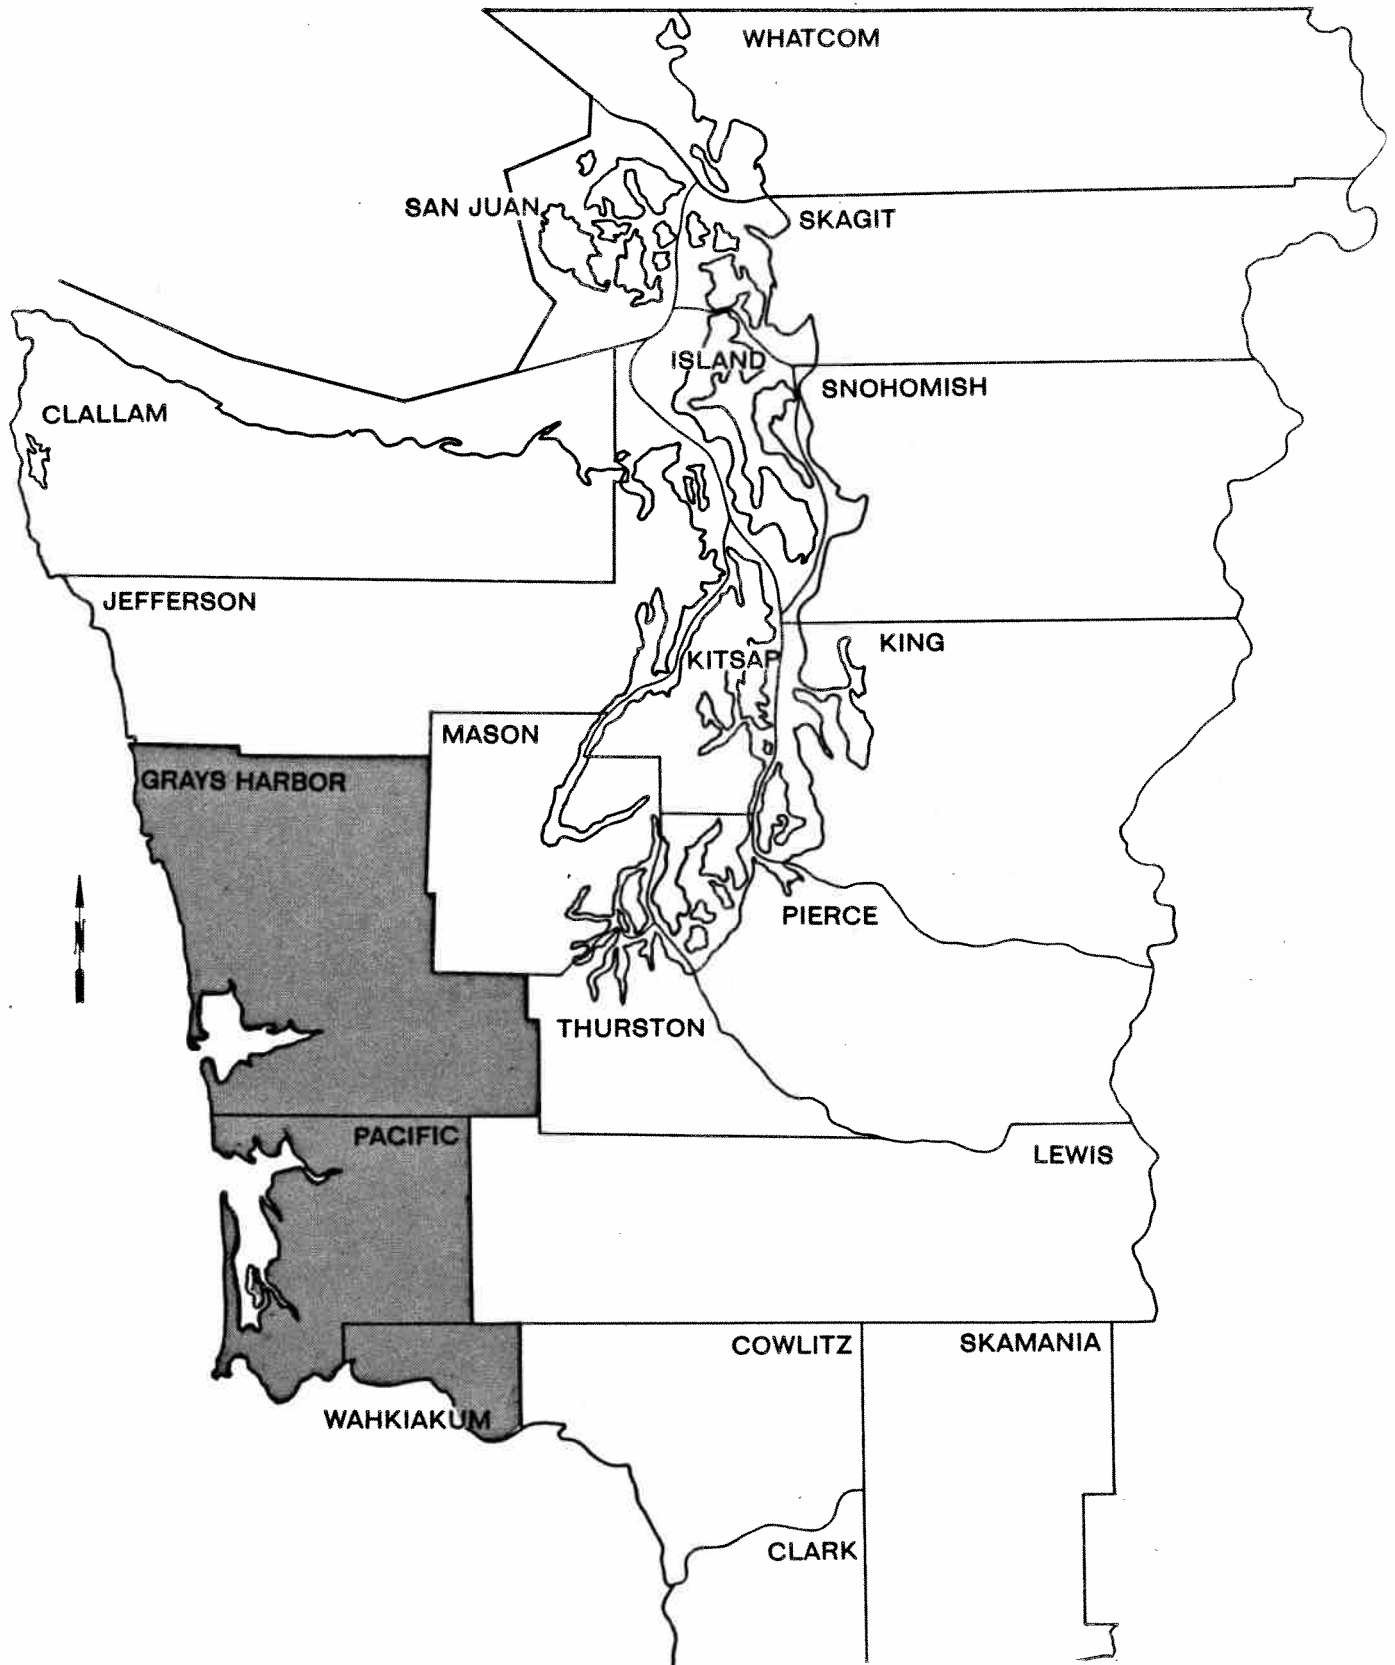 WHATCOM
SAN JUAN
SKAGIT
ISLAND
SNOHOMISH
CLALLAM
JEFFERSON
KITSAP
KING
MASON
GRAYS HARBOR
N
PIERCE
THURSTON
PACIFIC
LEWIS
COWLITZ
SKAMANIA
WAHKIAKUM
CLARK